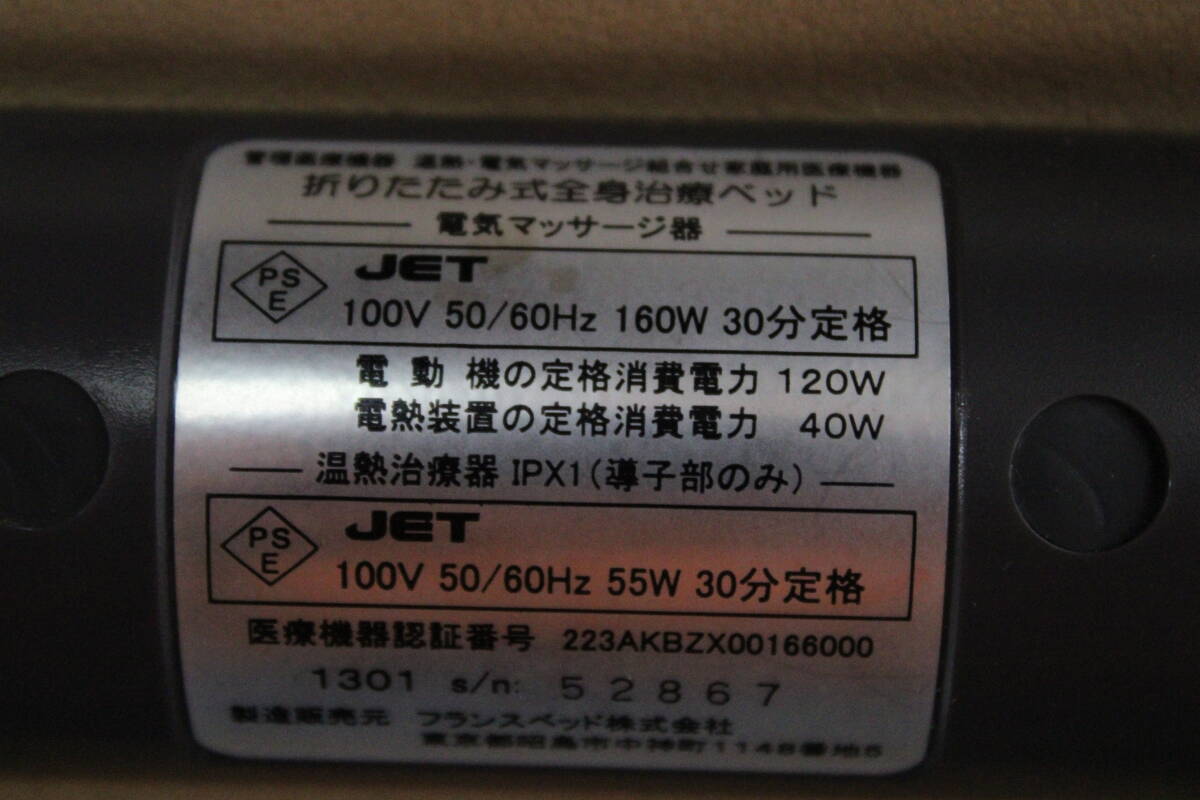 管理医療機器 温熱・電気マッサージ組合せ家庭用医療機器
折りたたみ式全身治療ベッド
電気マッサージ器
PS
E
JET
100V 50/60Hz 160W 30分定格
電 動 機の定格消費電力 120W
電熱装置の定格消費電力 40W
温熱治療器 IPX1(導子部のみ)
PS
E
JET
100V 50/60Hz 55W 30分定格
医療機器認証番号 223AKBZX00166000
1301 s/n: 52867
製造販売元 フランスベッド株式会社
東京都昭島市中神町1148番地5